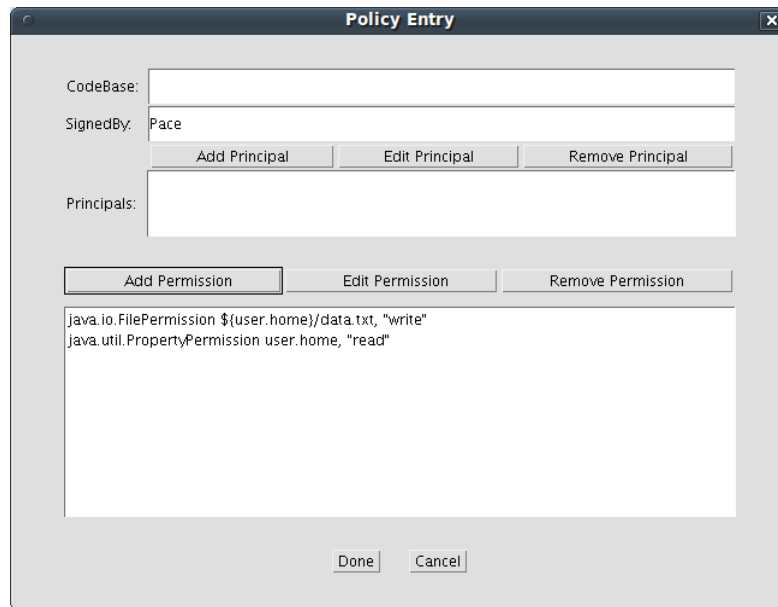 Policy Entry
CodeBase:
SignedBy: Pace
Add Principal Edit Principal Remove Principal
Principals:
Add Permission Edit Permission Remove Permission
java.io.FilePermission ${user.home}/data.txt, "write"
java.util.PropertyPermission user.home, "read"
Done Cancel